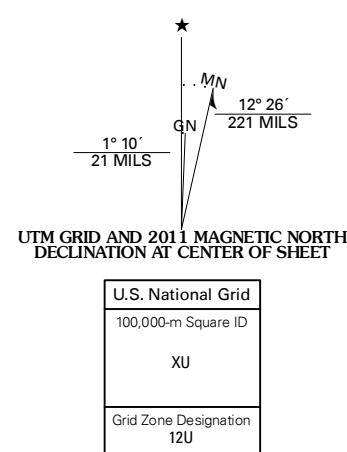 ★
MN
GN
12° 26´
221 MILS
1° 10´
21 MILS
UTM GRID AND 2011 MAGNETIC NORTH
DECLINATION AT CENTER OF SHEET
U.S. National Grid
100,000-m Square ID
XU
Grid Zone Designation
12U